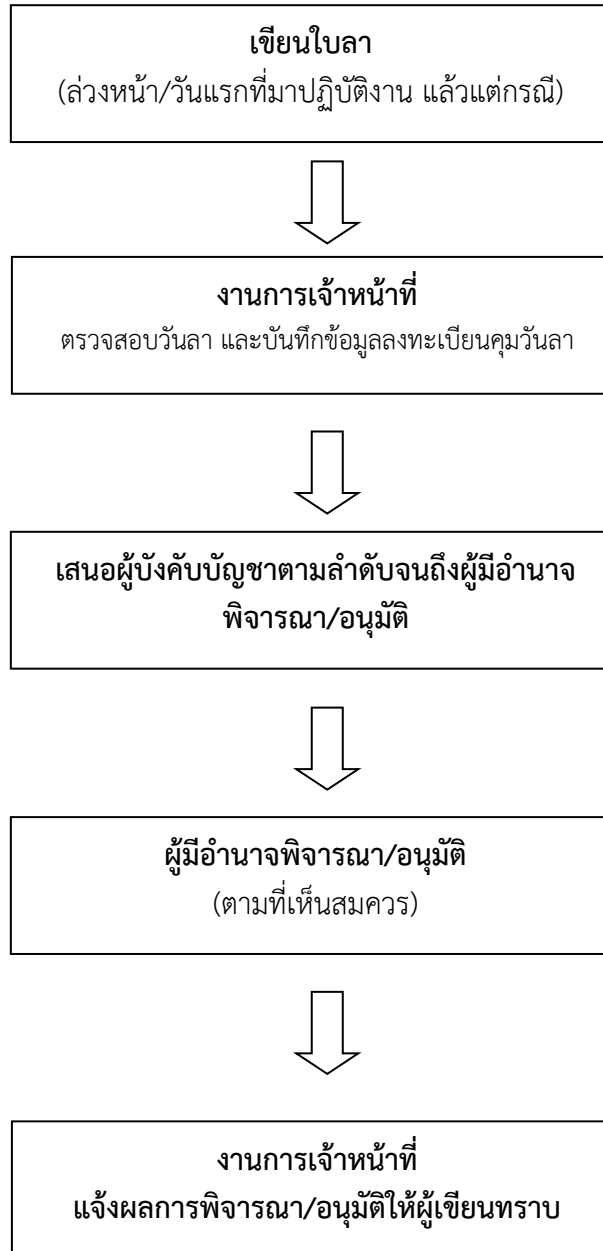 เขียนใบลา
(ล่วงหน้า/วันแรกที่มาปฏิบัติงาน แล้วแต่กรณี)
งานการเจ้าหน้าที่
ตรวจสอบวันลา และบันทึกข้อมูลลงทะเบียนคุมวันลา
เสนอผู้บังคับบัญชาตามลำดับจนถึงผู้มีอำนาจ
พิจารณา/อนุมัติ
ผู้มีอำนาจพิจารณา/อนุมัติ
(ตามที่เห็นสมควร)
งานการเจ้าหน้าที่
แจ้งผลการพิจารณา/อนุมัติให้ผู้เขียนทราบ